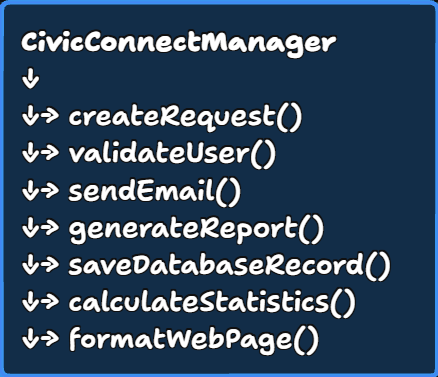 CivicConnectManager
↓
↓→ createRequest()
↓→ validateUser()
↓→ sendEmail()
↓→ generateReport()
↓→ saveDatabaseRecord()
↓→ calculateStatistics()
↓→ formatWebPage()